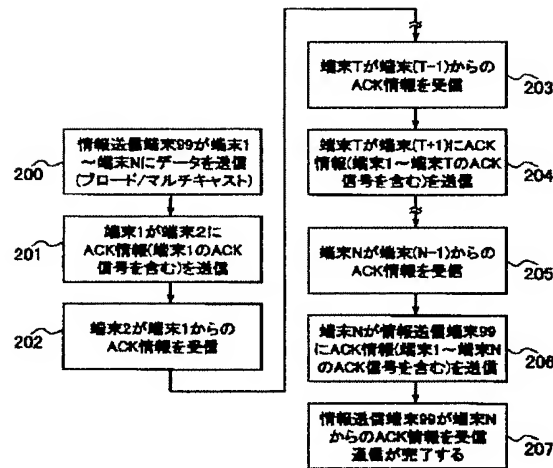 情報送信端末99が端末1
～端末Nにデータを送信
(ブロード/マルチキャスト)
200
端末1が端末2に
ACK情報(端末1のACK
信号を含む)を送信
201
端末2が端末1からの
ACK情報を受信
202
端末Tが端末(T-1)からの
ACK情報を受信
203
端末Tが端末(T+1)にACK
情報(端末1～端末TのACK
信号を含む)を送信
204
端末Nが端末(N-1)からの
ACK情報を受信
205
端末Nが情報送信端末99
にACK情報(端末1～端末N
のACK信号を含む)を送信
206
情報送信端末99が端末N
からのACK情報を受信
通信が完了する
207